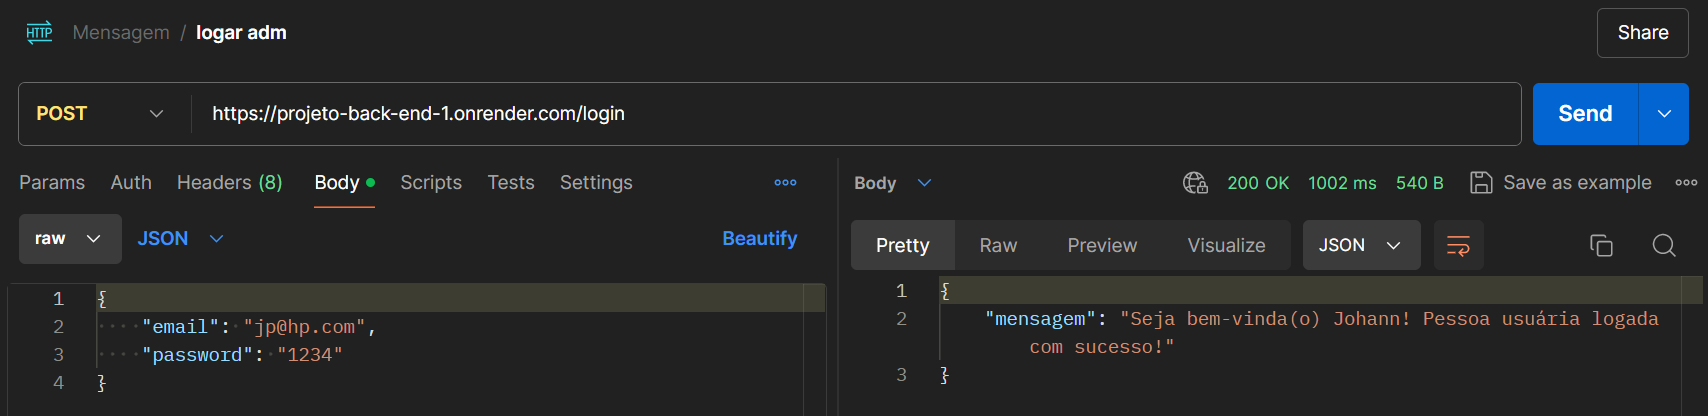 HTTP Mensagem / logar adm Share
POST https://projeto-back-end-1.onrender.com/login Send
Params Auth Headers (8) Body Scripts Tests Settings
raw JSON Beautify
1 {
2 "email": "jp@hp.com",
3 "password": "1234"
4 }
Body 200 OK 1002 ms 540 B Save as example
Pretty Raw Preview Visualize JSON
1 {
2 "mensagem": "Seja bem-vinda(o) Johann! Pessoa usuária logada
com sucesso!"
3 }